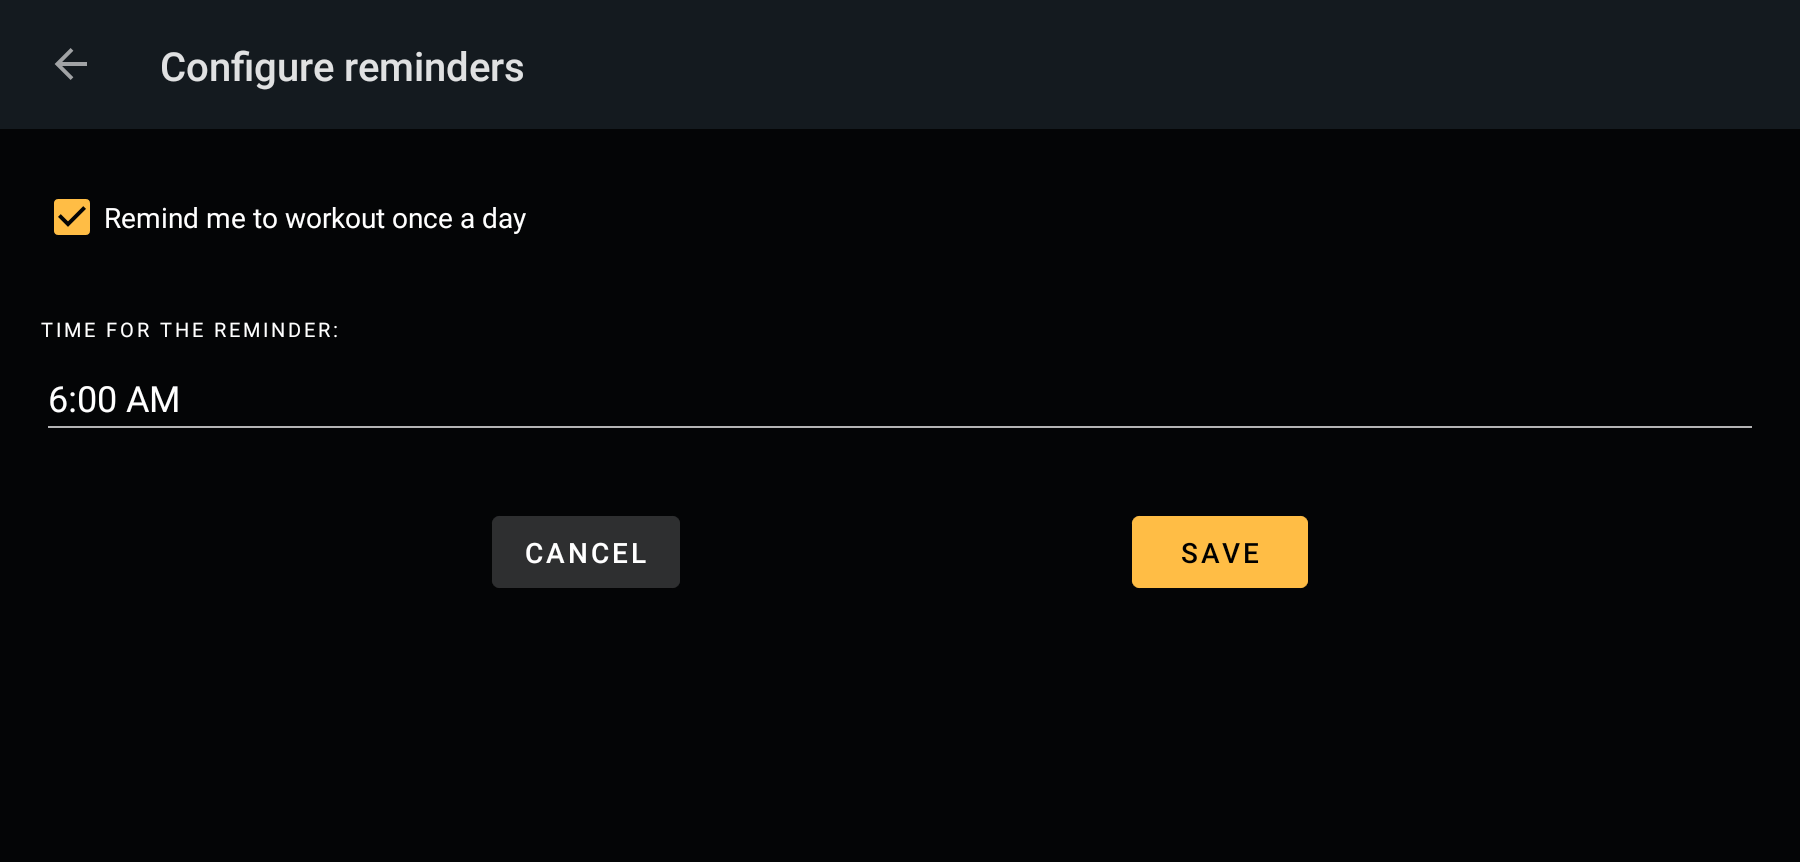 Configure reminders
Remind me to workout once a day
TIME FOR THE REMINDER:
6:00 AM
CANCEL
SAVE